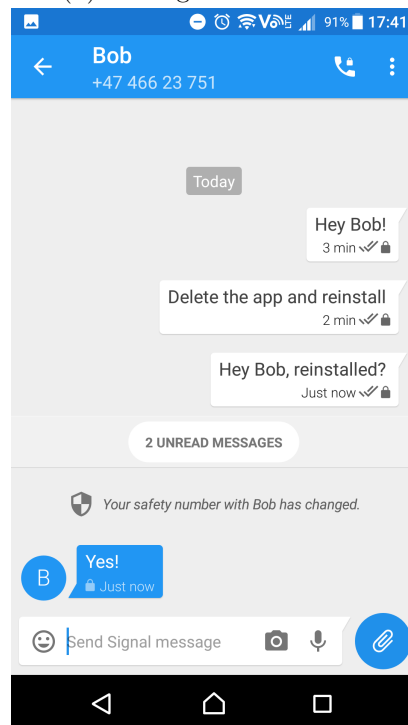 91% 17:41
Bob
+47 466 23 751
Today
Hey Bob!
3 min
Delete the app and reinstall
2 min
Hey Bob, reinstalled?
Just now
2 UNREAD MESSAGES
Your safety number with Bob has changed.
Yes!
B
Just now
Send Signal message